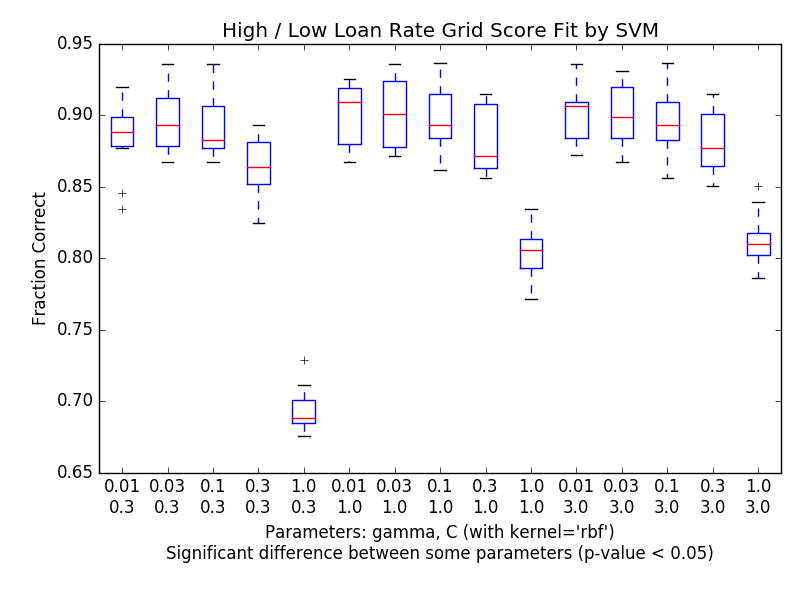 High / Low Loan Rate Grid Score Fit by SVM
Fraction Correct
0.95
0.90
0.85
0.80
0.75
0.70
0.65
0.01 0.03 0.1 0.3 1.0 0.01 0.03 0.1 0.3 1.0 0.01 0.03 0.1 0.3 1.0
0.3 0.3 0.3 0.3 0.3 1.0 1.0 1.0 1.0 1.0 3.0 3.0 3.0 3.0 3.0
Parameters: gamma, C (with kernel='rbf')
Significant difference between some parameters (p-value < 0.05)